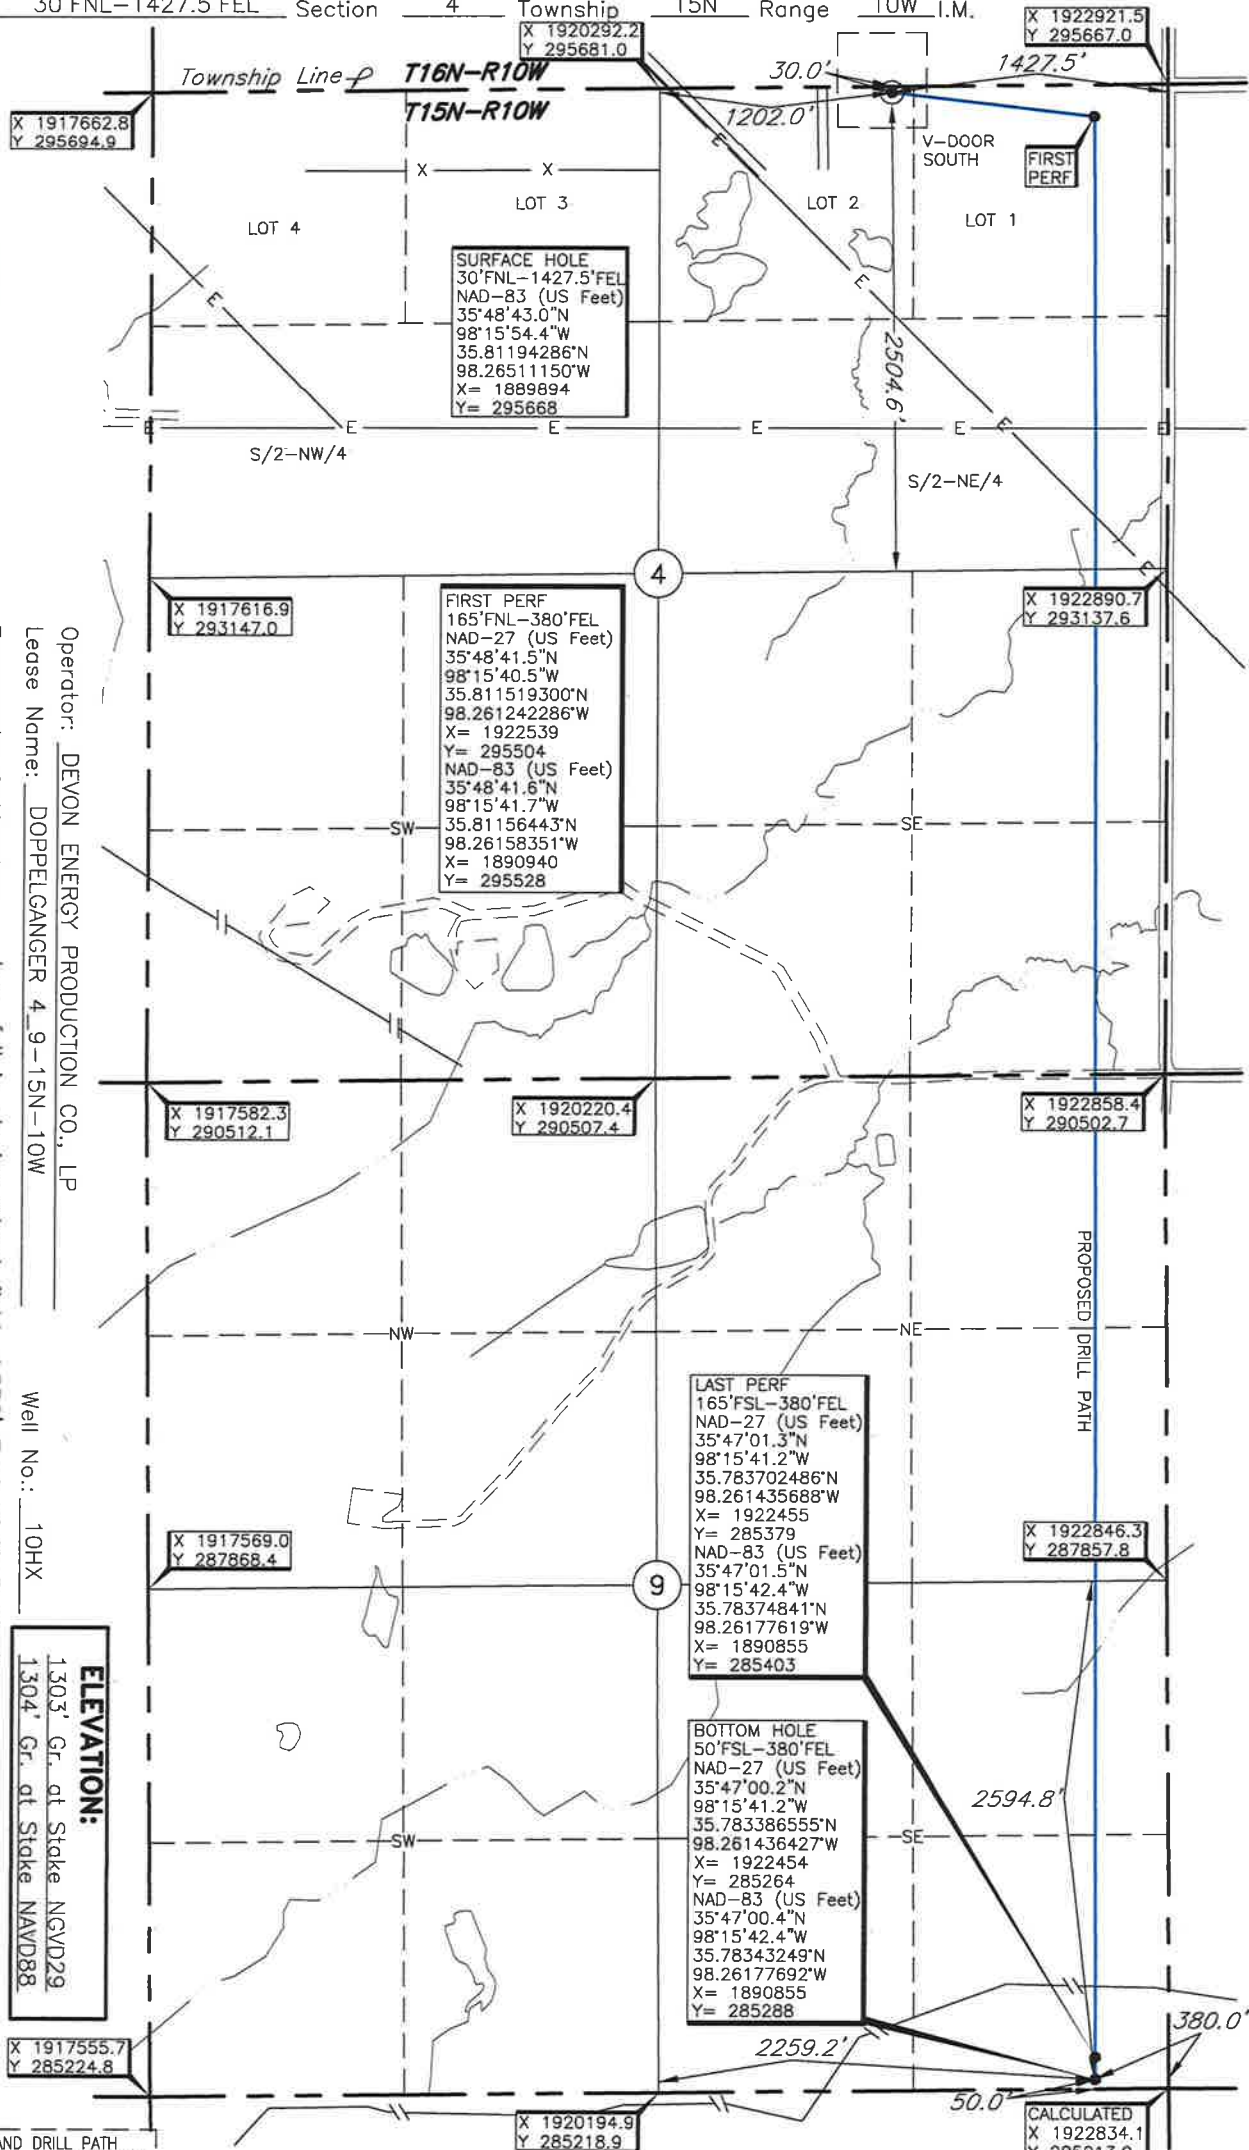 30'FNL-1427.5'FEL Section 4 Township 15N Range 10W I.M.
X 1920292.2
Y 295681.0
X 1922921.5
Y 295667.0
Township Line
T16N-R10W
T15N-R10W
30.0'
1427.5'
1202.0'
X 1917662.8
Y 295694.9
V-DOOR
SOUTH
FIRST
PERF
E
X X
LOT 4
LOT 3
LOT 2
LOT 1
SURFACE HOLE
30'FNL-1427.5'FEL
NAD-83 (US Feet)
35°48'43.0"N
98°15'54.4"W
35.81194286°N
98.26511150°W
X= 1889894
Y= 295668
E
E
2504.6'
E E E E E E E
S/2-NW/4
S/2-NE/4
4
E
X 1917616.9
Y 293147.0
X 1922890.7
Y 293137.6
FIRST PERF
165'FNL-380'FEL
NAD-27 (US Feet)
35°48'41.5"N
98°15'40.5"W
35.811519300°N
98.261242286°W
X= 1922539
Y= 295504
NAD-83 (US Feet)
35°48'41.6"N
98°15'41.7"W
35.81156443°N
98.26158351°W
X= 1890940
Y= 295528
SW
SE
X 1917582.3
Y 290512.1
X 1920220.4
Y 290507.4
X 1922858.4
Y 290502.7
PROPOSED DRILL PATH
NW
NE
LAST PERF
165'FSL-380'FEL
NAD-27 (US Feet)
35°47'01.3"N
98°15'41.2"W
35.783702486°N
98.261435688°W
X= 1922455
Y= 285379
NAD-83 (US Feet)
35°47'01.5"N
98°15'42.4"W
35.78374841°N
98.26177619°W
X= 1890855
Y= 285403
X 1917569.0
Y 287868.4
X 1922846.3
Y 287857.8
9
BOTTOM HOLE
50'FSL-380'FEL
NAD-27 (US Feet)
35°47'00.2"N
98°15'41.2"W
35.783386555°N
98.261436427°W
X= 1922454
Y= 285264
NAD-83 (US Feet)
35°47'00.4"N
98°15'42.4"W
35.78343249°N
98.26177692°W
X= 1890855
Y= 285288
2594.8'
SW
SE
380.0'
2259.2'
50.0'
X 1917555.7
Y 285224.8
X 1920194.9
Y 285218.9
CALCULATED
X 1922834.1
AND DRILL PATH
Operator: DEVON ENERGY PRODUCTION CO., LP
Lease Name: DOPPELGANGER 4_9-15N-10W Well No.: 10HX
ELEVATION:
1303' Gr. at Stake NGVD29
1304' Gr. at Stake NAVD88